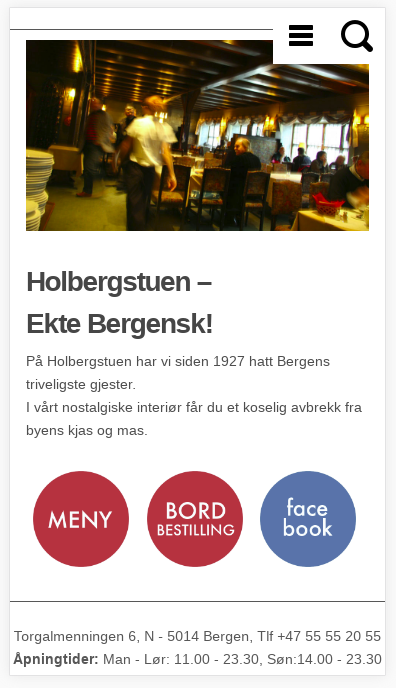 Holbergstuen –
Ekte Bergensk!
På Holbergstuen har vi siden 1927 hatt Bergens
triveligste gjester.
I vårt nostalgiske interiør får du et koselig avbrekk fra
byens kjas og mas.
MENY
BORD
BESTILLING
face
book
Torgalmenningen 6, N - 5014 Bergen, Tlf +47 55 55 20 55
Åpningtider: Man - Lør: 11.00 - 23.30, Søn:14.00 - 23.30